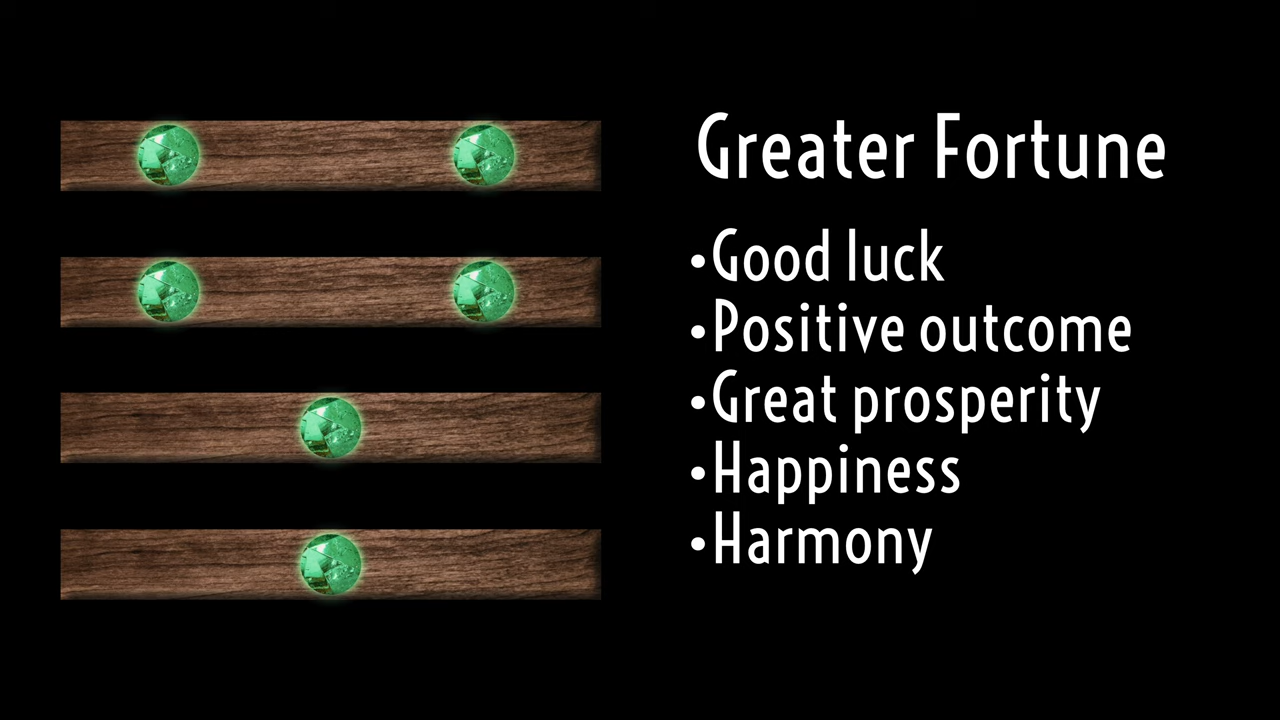 Greater Fortune
•Good luck
•Positive outcome
•Great prosperity
•Happiness
•Harmony